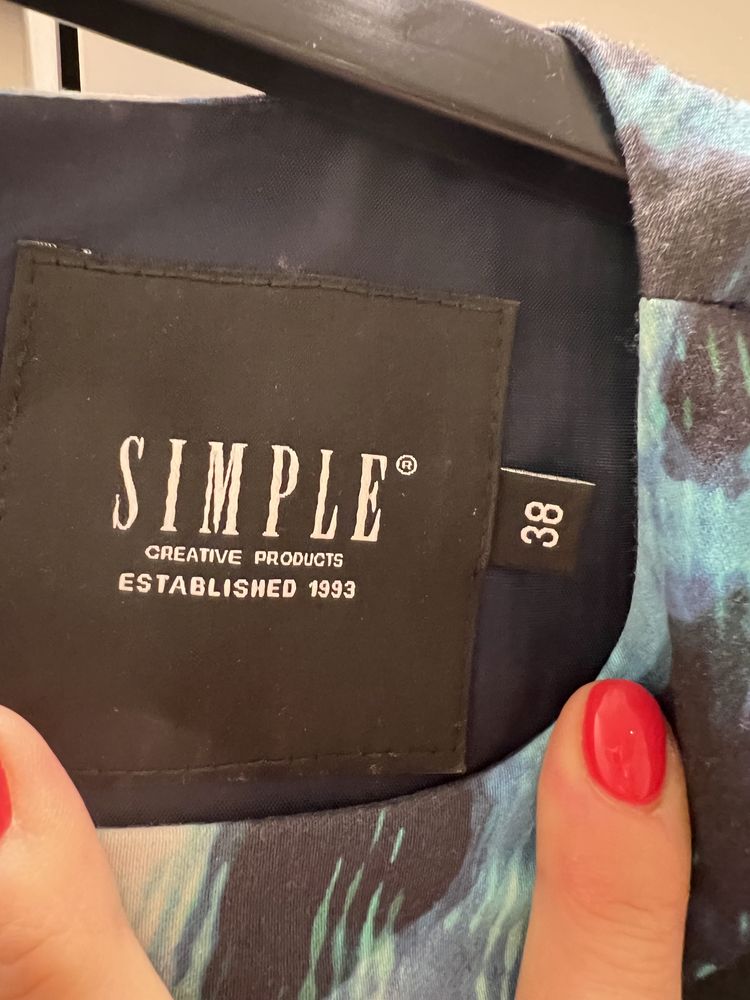 SIMPLE®
CREATIVE PRODUCTS
ESTABLISHED 1993
38